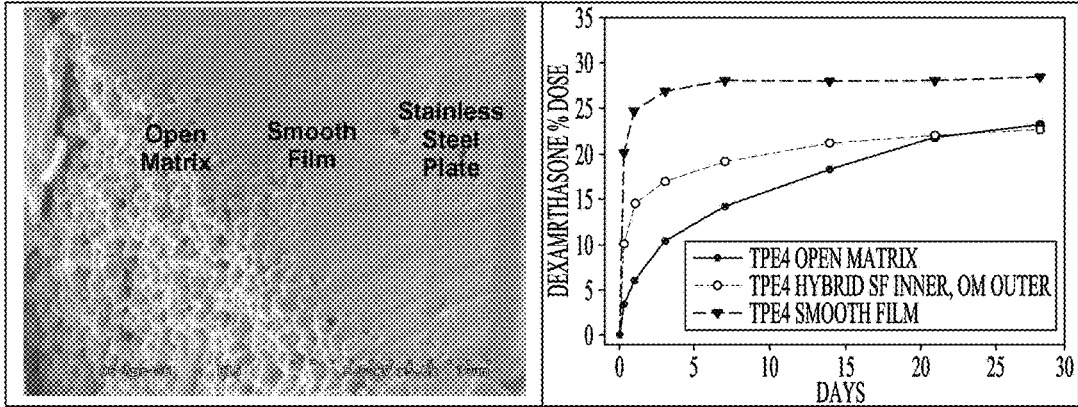 Open
Matrix
Smooth
Film
Stainless
Steel
Plate
DEXAMRTHASONE % DOSE
35
30
25
20
15
10
5
0
TPE4 OPEN MATRIX
TPE4 HYBRID SF INNER, OM OUTER
TPE4 SMOOTH FILM
0 5 10 15 20 25 30
DAYS